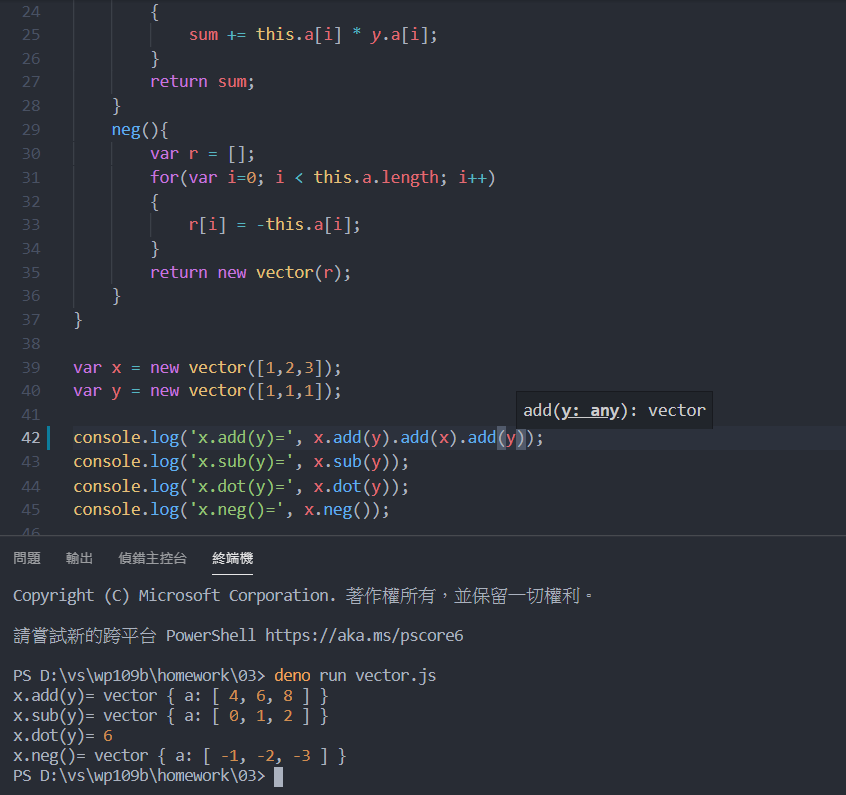 24 {
25 sum += this.a[i] * y.a[i];
26 }
27 return sum;
28 }
29 neg(){
30 var r = [];
31 for(var i=0; i < this.a.length; i++)
32 {
33 r[i] = -this.a[i];
34 }
35 return new vector(r);
36 }
37 }
38
39 var x = new vector([1,2,3]);
40 var y = new vector([1,1,1]);
41
add(y: any): vector
42 console.log('x.add(y)=', x.add(y).add(x).add(y));
43 console.log('x.sub(y)=', x.sub(y));
44 console.log('x.dot(y)=', x.dot(y));
45 console.log('x.neg()=', x.neg());
46
問題 輸出 偵錯主控台 終端機
Copyright (C) Microsoft Corporation. 著作權所有，並保留一切權利。
請嘗試新的跨平台 PowerShell https://aka.ms/pscore6
PS D:\vs\wp109b\homework\03> deno run vector.js
x.add(y)= vector { a: [ 4, 6, 8 ] }
x.sub(y)= vector { a: [ 0, 1, 2 ] }
x.dot(y)= 6
x.neg()= vector { a: [ -1, -2, -3 ] }
PS D:\vs\wp109b\homework\03>